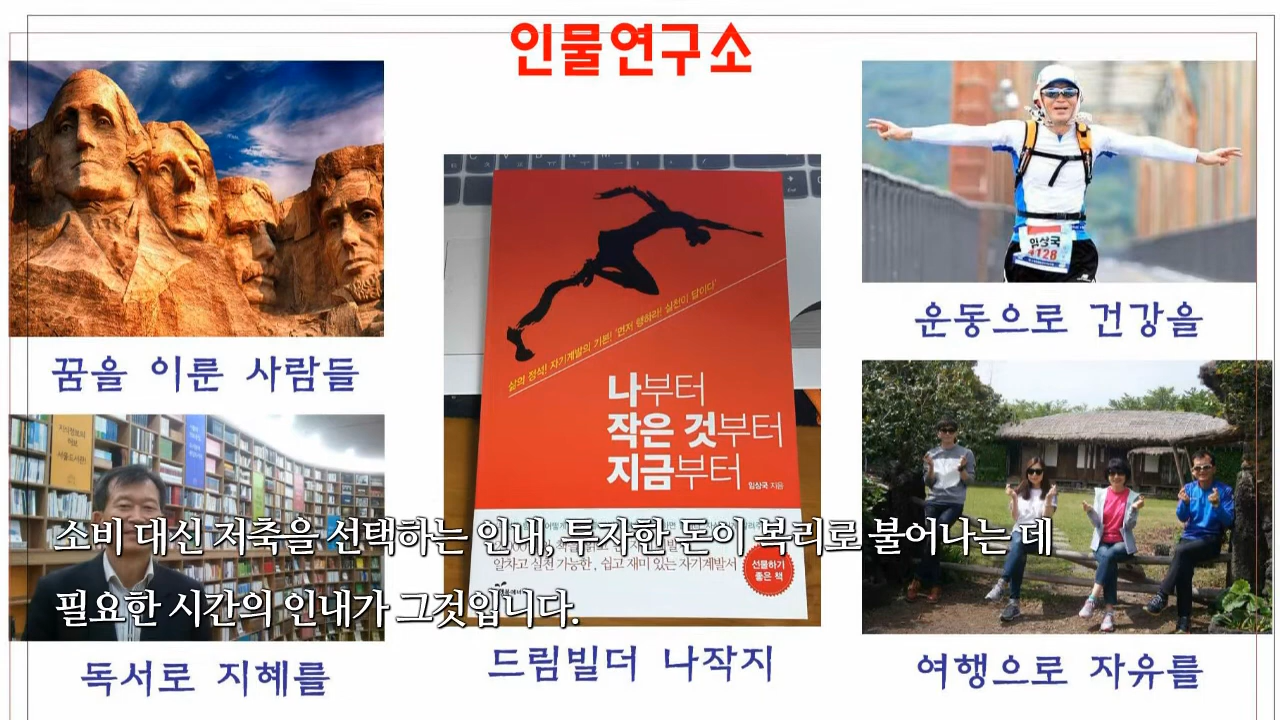 인물연구소
꿈을 이룬 사람들
운동으로 건강을
임상국
4128
삶의 정석! 자기계발의 기본! '먼저 행하라! 실천이 답이다'
나부터
작은 것부터
지금부터
임상국 지음
선물하기
좋은 책
알차고 실천 가능한, 쉽고 재미 있는 자기계발서
소비 대신 저축을 선택하는 인내, 투자한 돈이 복리로 불어나는 데
필요한 시간의 인내가 그것입니다.
독서로 지혜를
드림빌더 나작지
여행으로 자유를